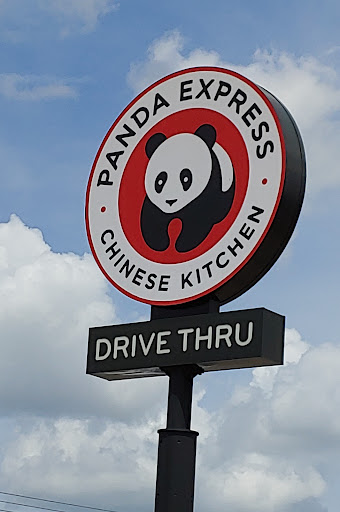 PANDA EXPRESS
CHINESE KITCHEN
DRIVE THRU